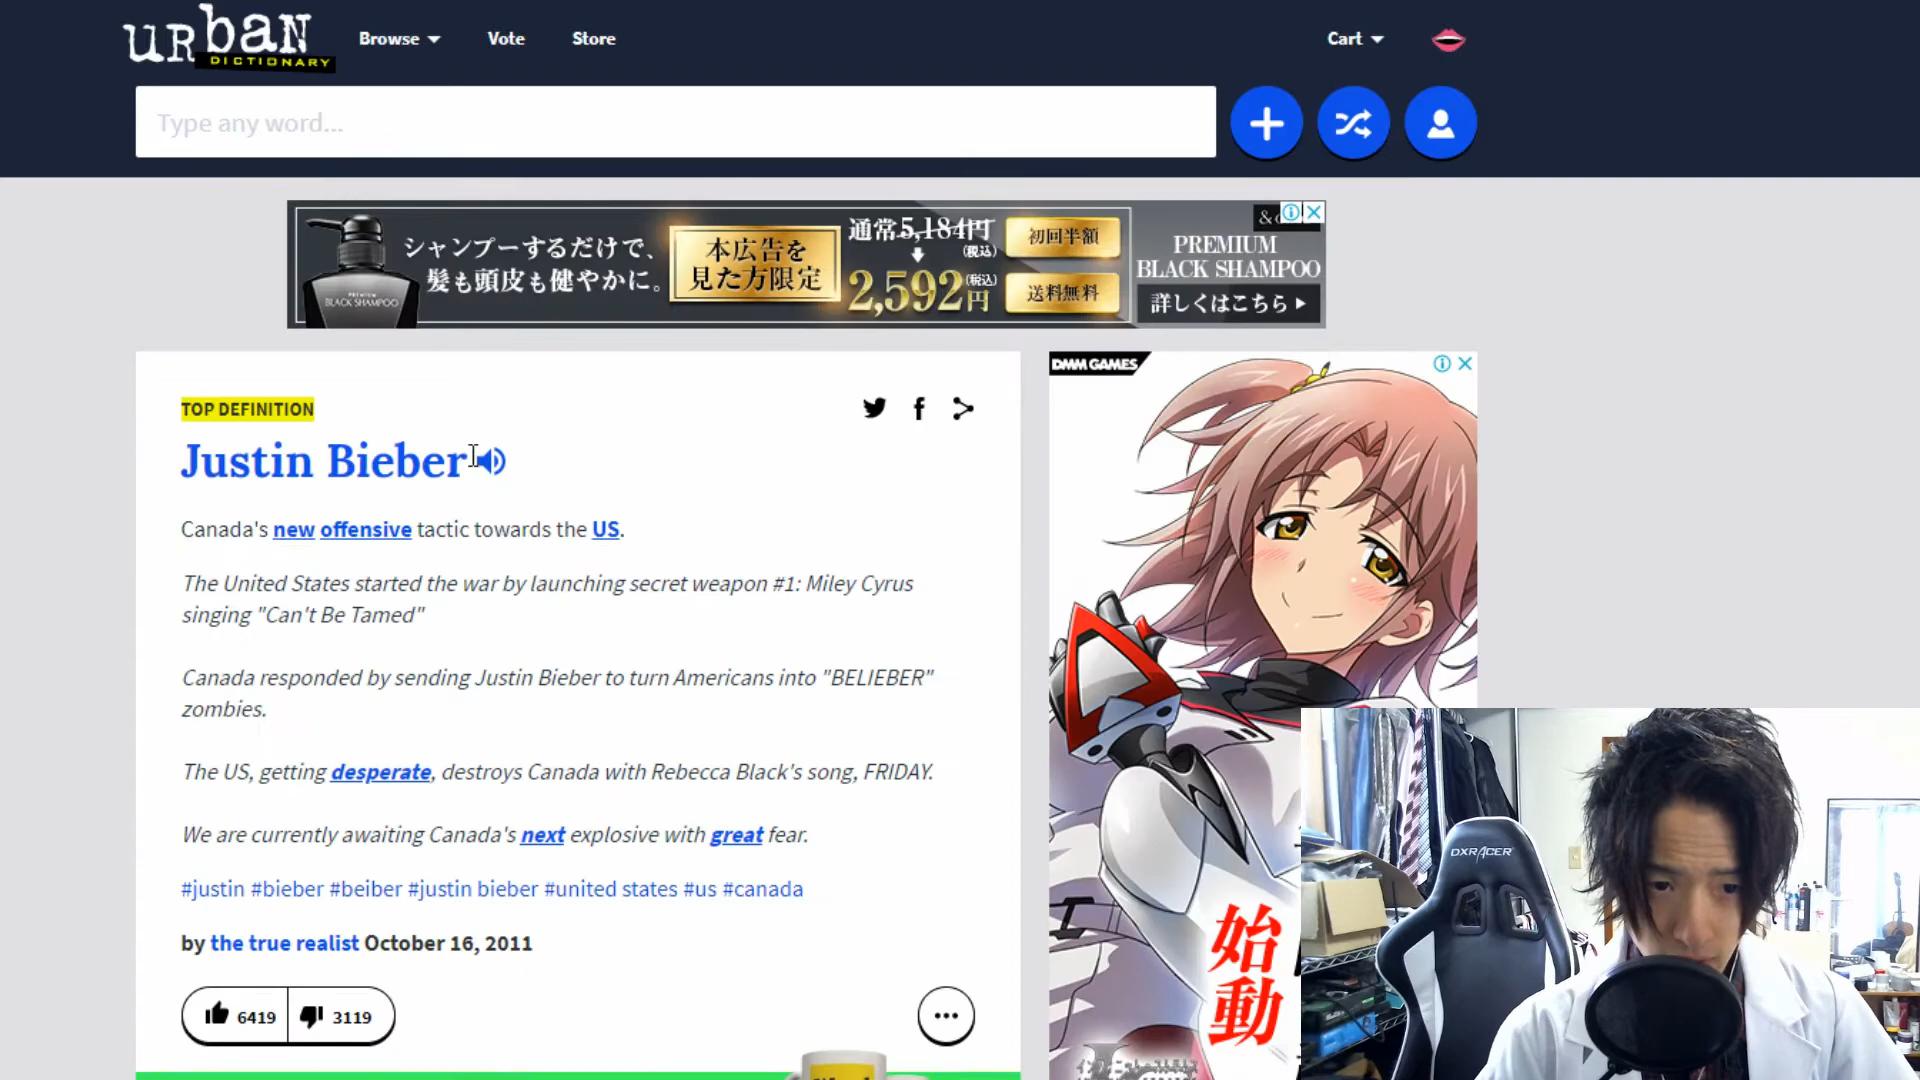 urban
DICTIONARY
Browse
Vote
Store
Cart
Type any word...
シャンプーするだけで、
髪も頭皮も健やかに。
PREMIUM
BLACK SHAMPOO
本広告を
見た方限定
通常5,184円
(税込)
2,592円
(税込)
初回半額
送料無料
PREMIUM
BLACK SHAMPOO
詳しくはこちら
TOP DEFINITION
Justin Bieber
Canada's new offensive tactic towards the US.
The United States started the war by launching secret weapon #1: Miley Cyrus
singing "Can't Be Tamed"
Canada responded by sending Justin Bieber to turn Americans into "BELIEBER"
zombies.
The US, getting desperate, destroys Canada with Rebecca Black's song, FRIDAY.
We are currently awaiting Canada's next explosive with great fear.
#justin #bieber #beiber #justin bieber #united states #us #canada
by the true realist October 16, 2011
6419
3119
DMM GAMES
始動
DXRACER